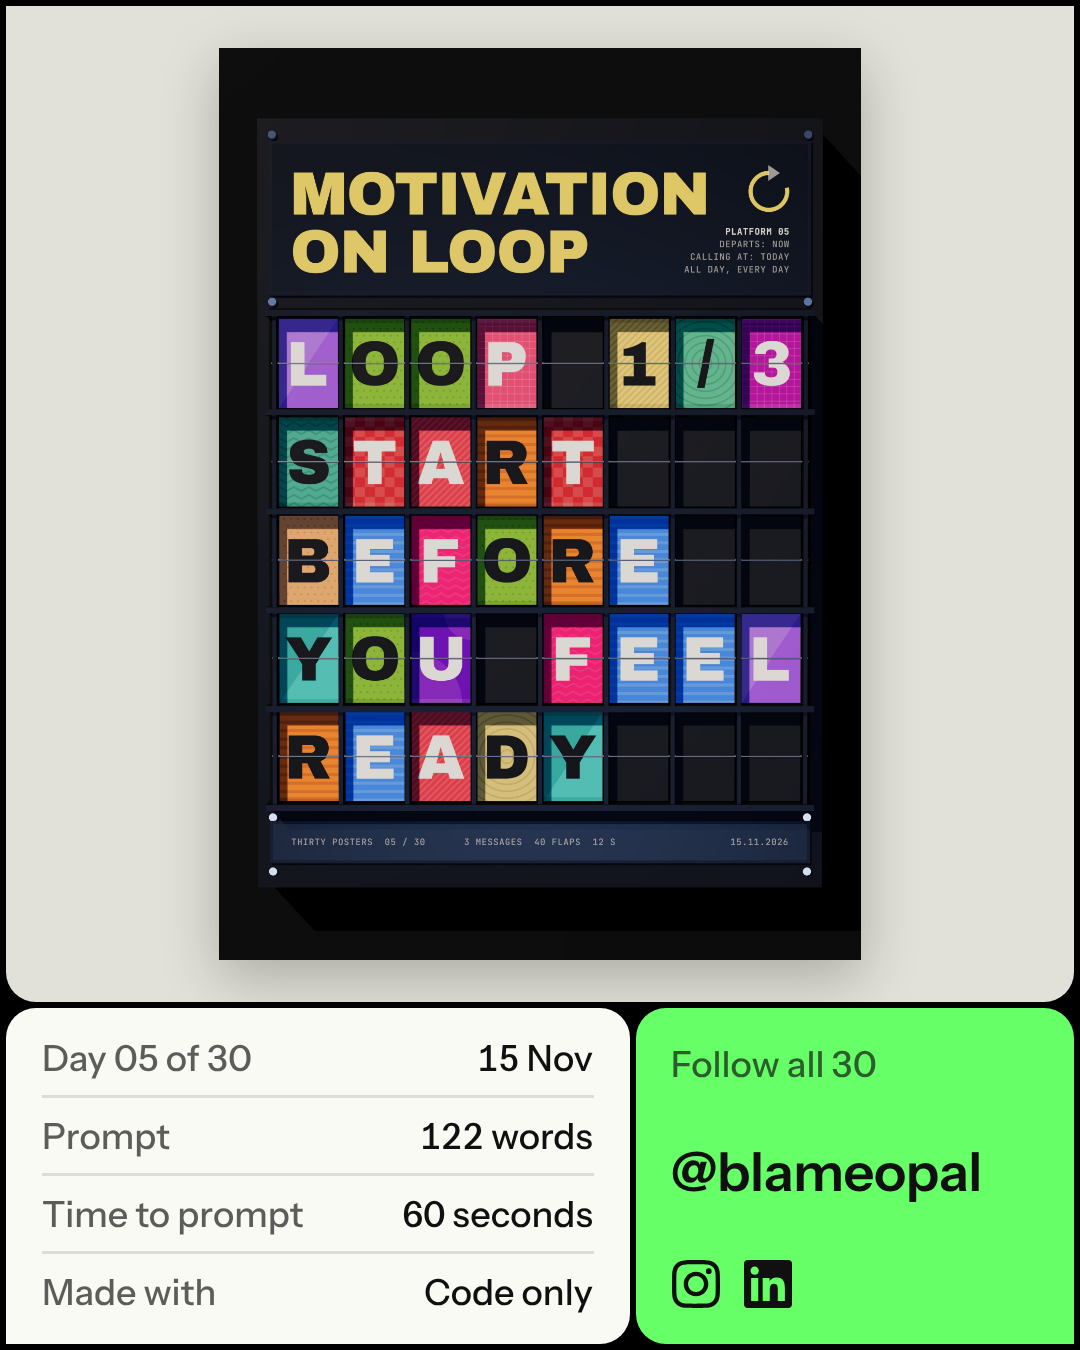 MOTIVATION
ON LOOP
PLATFORM 05
DEPARTS: NOW
CALLING AT: TODAY
ALL DAY, EVERY DAY
LOOP 1/3
START
BEFORE
YOU FEEL
READY
THIRTY POSTERS 05 / 30 3 MESSAGES 40 FLAPS 12 S 15.11.2026
Day 05 of 30 15 Nov
Prompt 122 words
Time to prompt 60 seconds
Made with Code only
Follow all 30
@blameopal
in